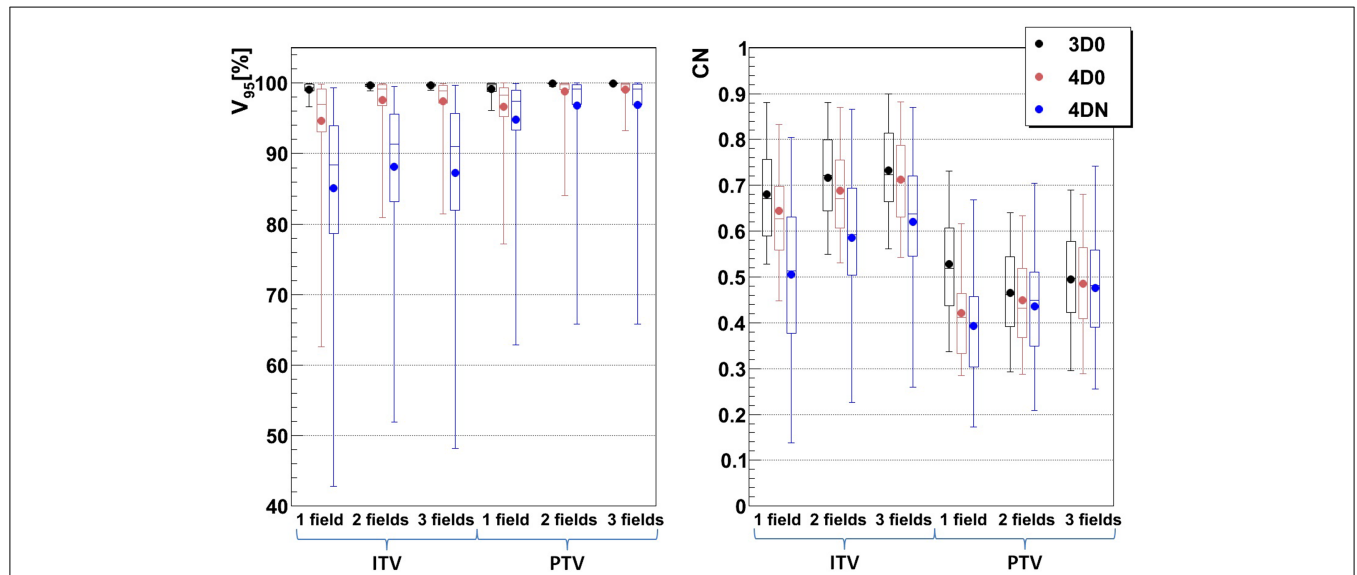 V95[%]
100
90
80
70
60
50
40
1 field 2 fields 3 fields 1 field 2 fields 3 fields
ITV PTV
CN
1
0.9
0.8
0.7
0.6
0.5
0.4
0.3
0.2
0.1
0
1 field 2 fields 3 fields 1 field 2 fields 3 fields
ITV PTV
3D0
4D0
4DN